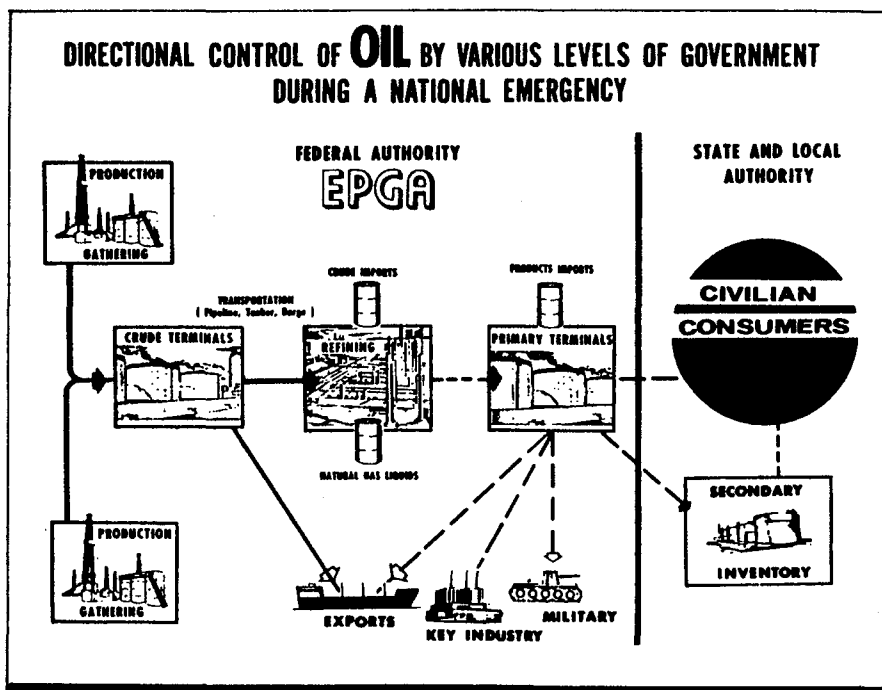 DIRECTIONAL CONTROL OF OIL BY VARIOUS LEVELS OF GOVERNMENT
DURING A NATIONAL EMERGENCY
FEDERAL AUTHORITY
EPGA
STATE AND LOCAL
AUTHORITY
PRODUCTION
GATHERING
TRANSPORTATION
( Pipeline, Tanker, Barge )
CRUDE IMPORTS
PRODUCTS IMPORTS
CRUDE TERMINALS
REFINING
PRIMARY TERMINALS
CIVILIAN
CONSUMERS
NATURAL GAS LIQUIDS
SECONDARY
INVENTORY
PRODUCTION
GATHERING
EXPORTS
KEY INDUSTRY
MILITARY